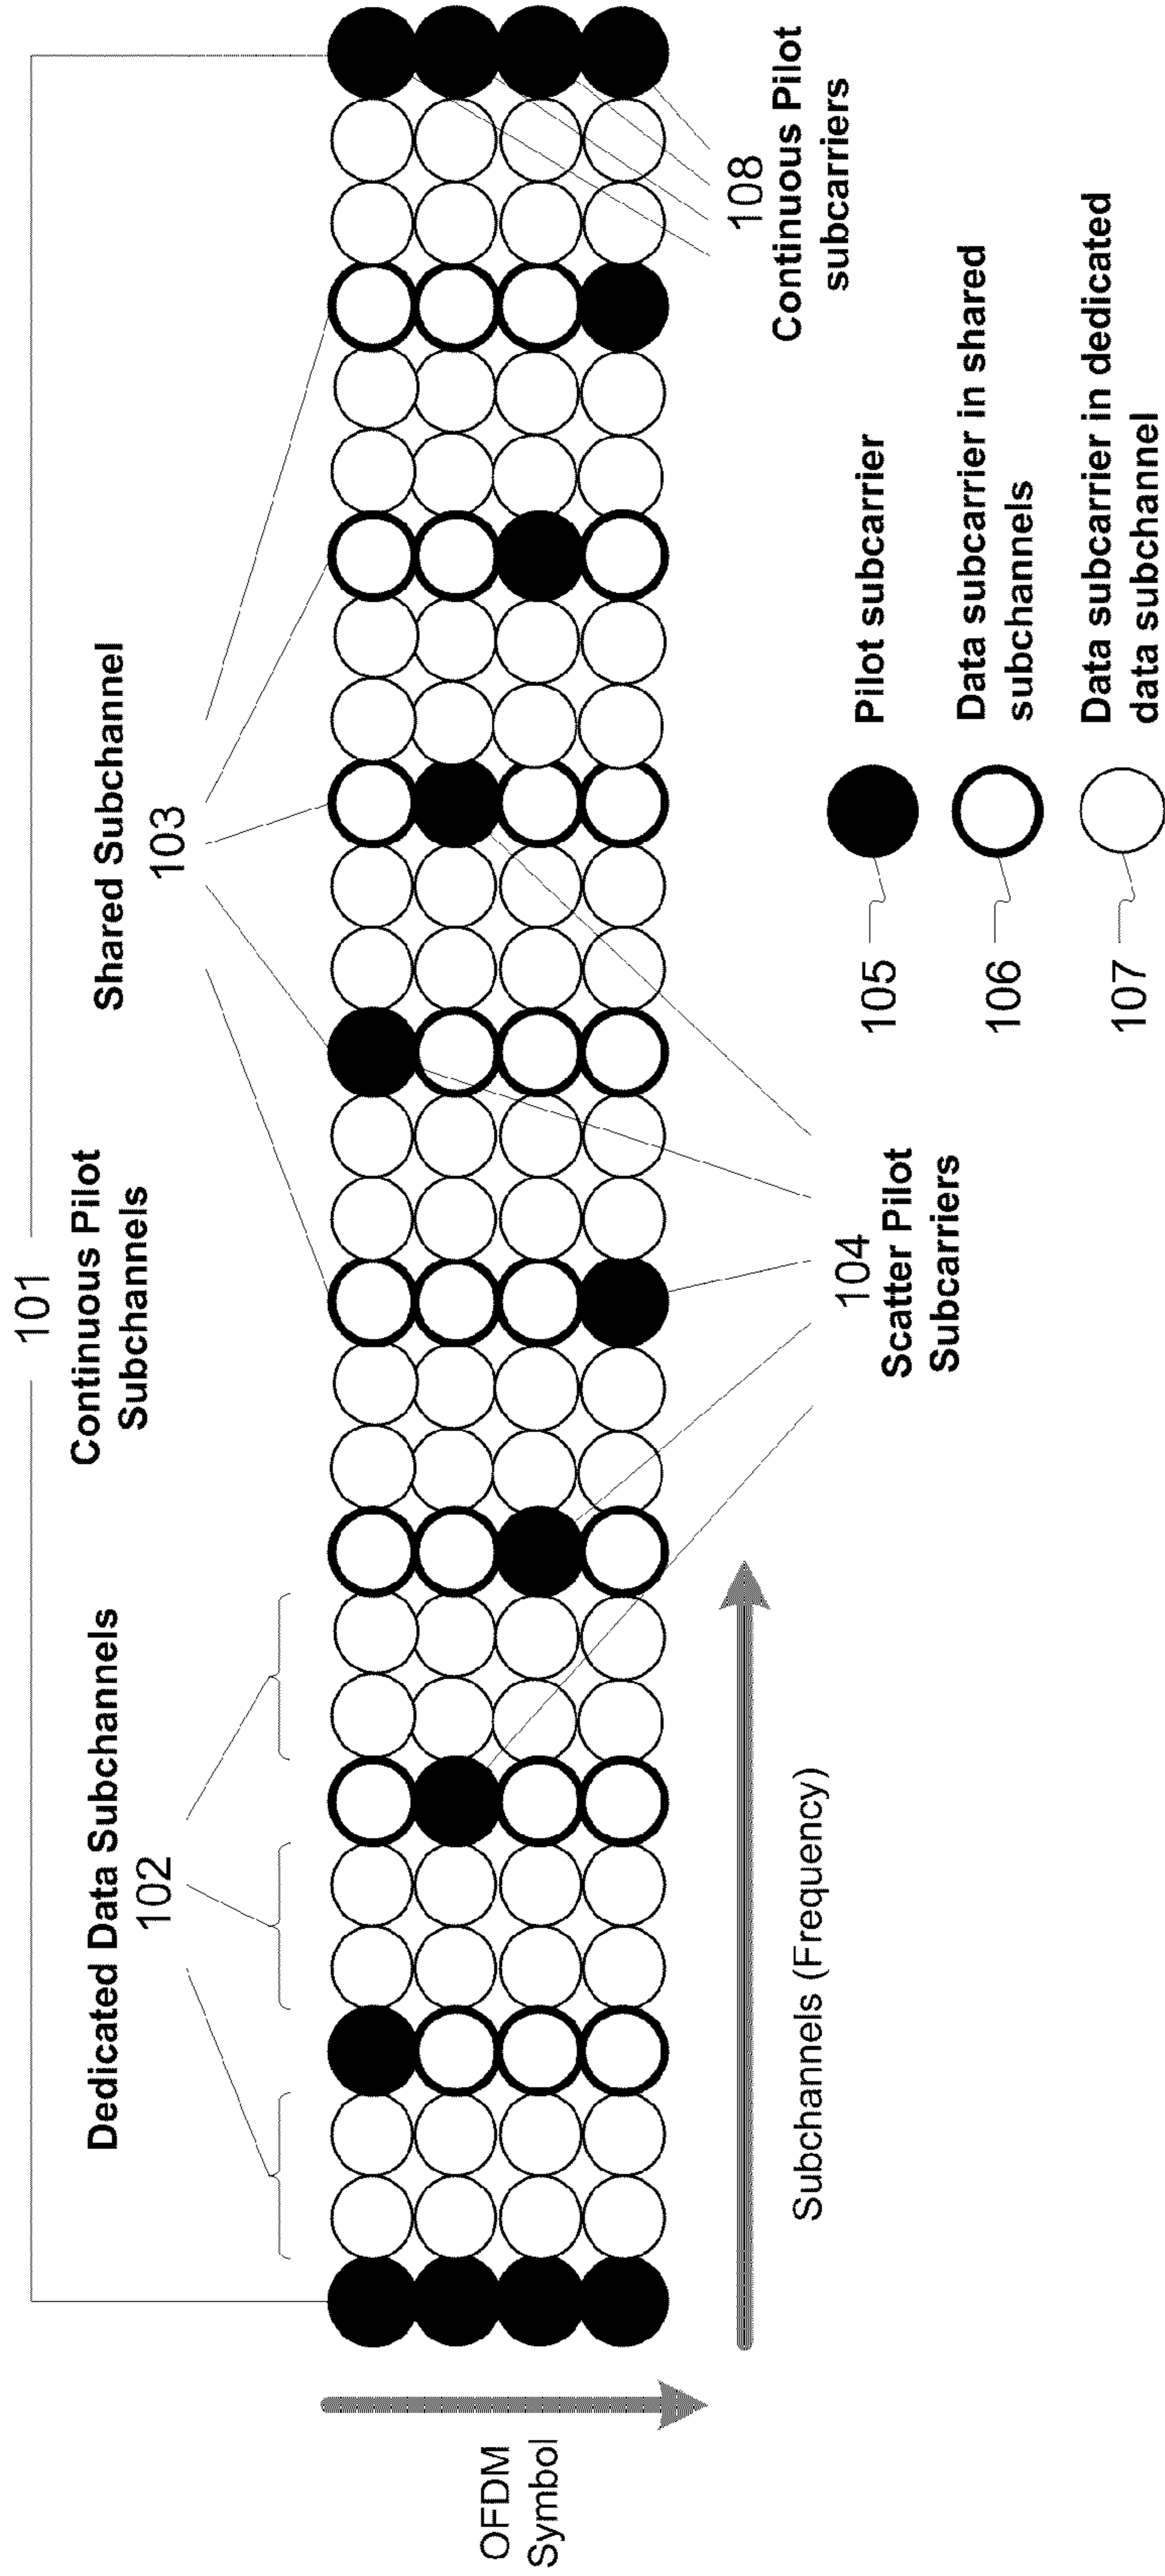 101
Continuous Pilot
Subchannels
Dedicated Data Subchannels
102
Shared Subchannel
103
OFDM
Symbol
Subchannels (Frequency)
104
Scatter Pilot
Subcarriers
108
Continuous Pilot
subcarriers
105
Pilot subcarrier
106
Data subcarrier in shared
subchannels
107
Data subcarrier in dedicated
data subchannel